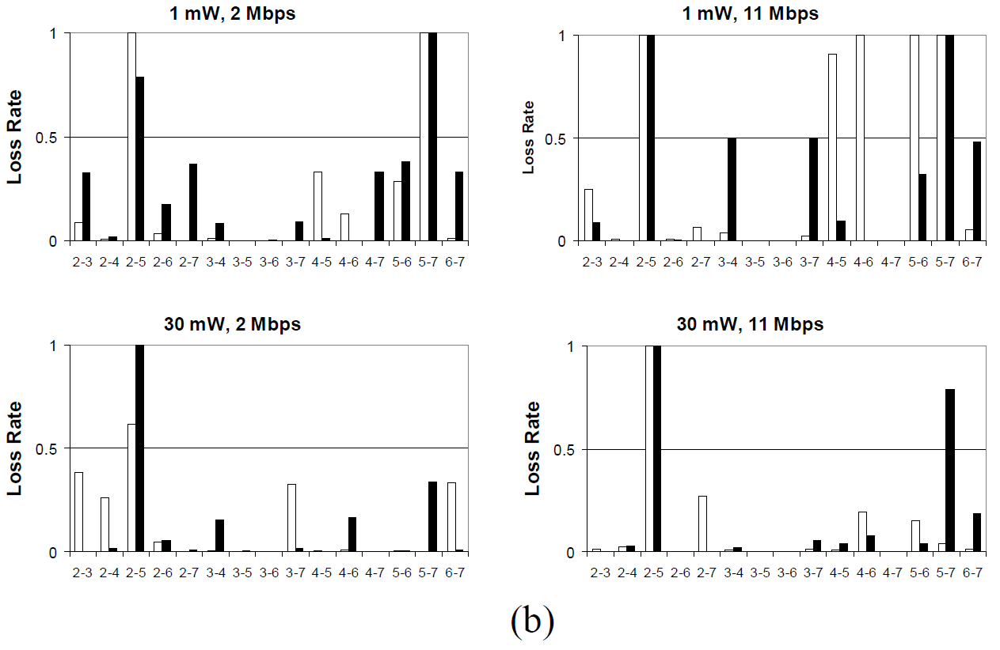 1 mW, 2 Mbps
Loss Rate
1
0.5
0
2-3 2-4 2-5 2-6 2-7 3-4 3-5 3-6 3-7 4-5 4-6 4-7 5-6 5-7 6-7
1 mW, 11 Mbps
Loss Rate
1
0.5
0
2-3 2-4 2-5 2-6 2-7 3-4 3-5 3-6 3-7 4-5 4-6 4-7 5-6 5-7 6-7
30 mW, 2 Mbps
Loss Rate
1
0.5
0
2-3 2-4 2-5 2-6 2-7 3-4 3-5 3-6 3-7 4-5 4-6 4-7 5-6 5-7 6-7
30 mW, 11 Mbps
Loss Rate
1
0.5
0
2-3 2-4 2-5 2-6 2-7 3-4 3-5 3-6 3-7 4-5 4-6 4-7 5-6 5-7 6-7
(b)